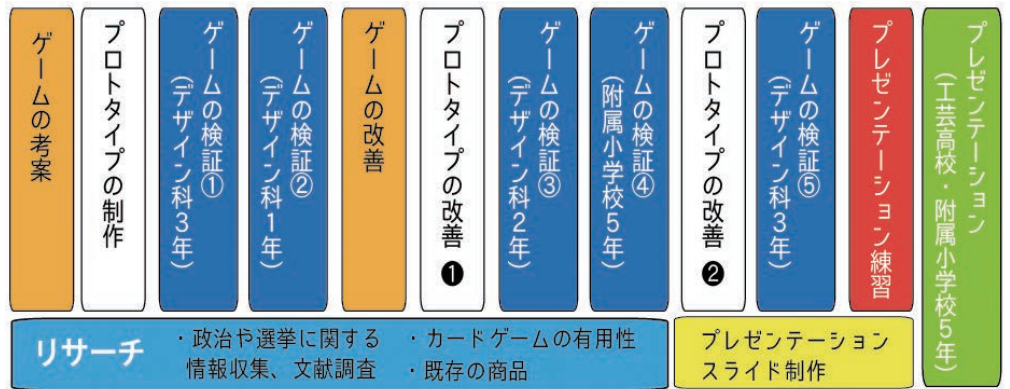 ゲームの考案
プロトタイプの制作
ゲームの検証①
(デザイン科3年)
ゲームの検証②
(デザイン科1年)
ゲームの改善
プロトタイプの改善❶
ゲームの検証③
(デザイン科2年)
ゲームの検証④
(附属小学校5年)
プロトタイプの改善❷
ゲームの検証⑤
(デザイン科3年)
プレゼンテーション練習
プレゼンテーション
(工芸高校・附属小学校5年)
リサーチ
・政治や選挙に関する
情報収集、文献調査
・カードゲームの有用性
・既存の商品
プレゼンテーション
スライド制作